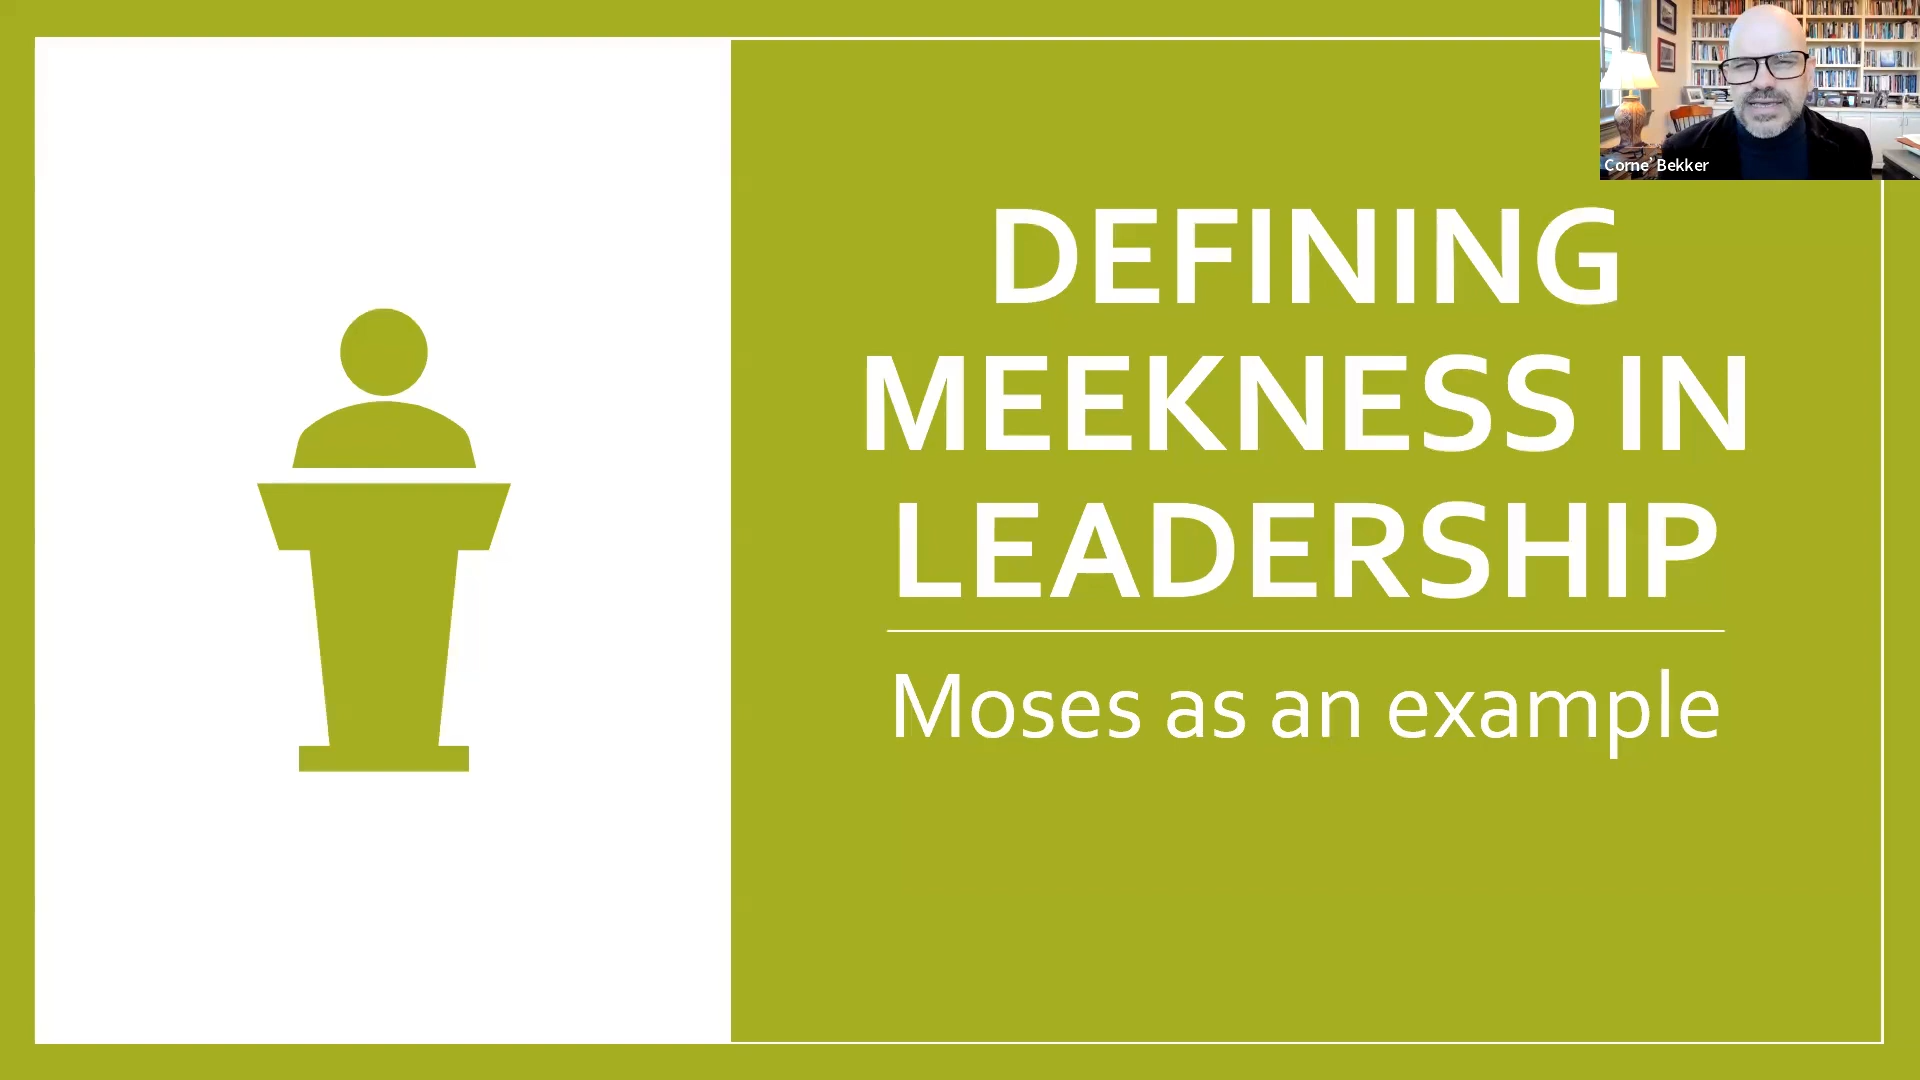 DEFINING
MEEKNESS IN
LEADERSHIP
Moses as an example
Corne' Bekker